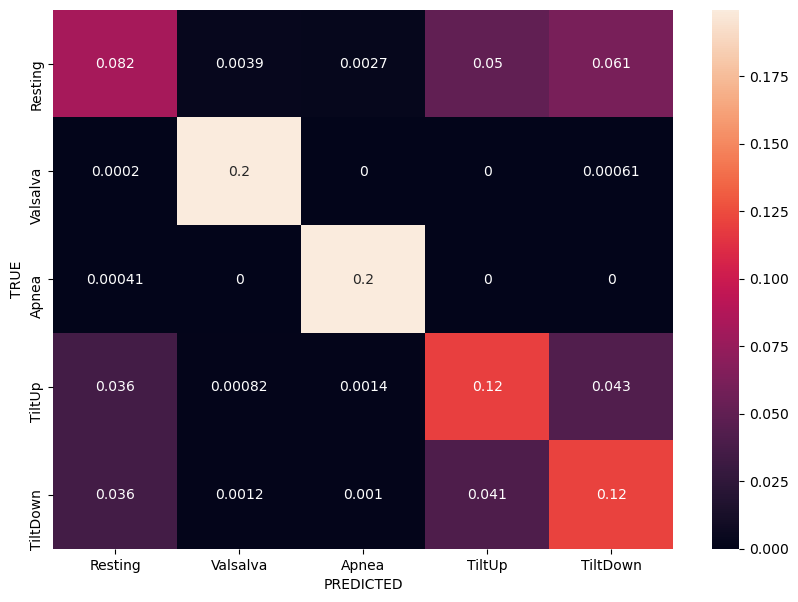 Resting 0.082 0.0039 0.0027 0.05 0.061
Valsalva 0.0002 0.2 0 0 0.00061
Apnea 0.00041 0 0.2 0 0
TiltUp 0.036 0.00082 0.0014 0.12 0.043
TiltDown 0.036 0.0012 0.001 0.041 0.12
TRUE
Resting Valsalva Apnea TiltUp TiltDown
PREDICTED
0.175
0.150
0.125
0.100
0.075
0.050
0.025
0.000